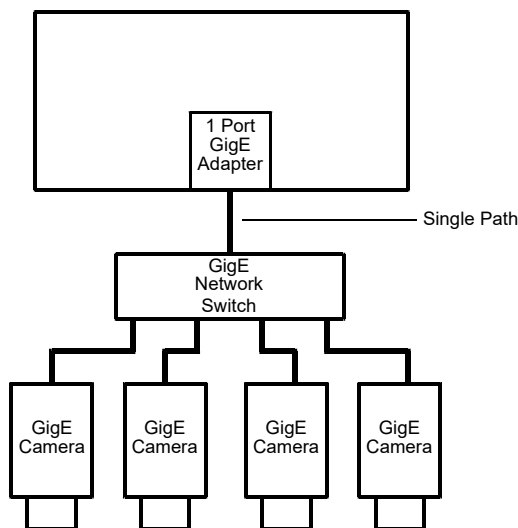 1 Port
GigE
Adapter
Single Path
GigE
Network
Switch
GigE
Camera
GigE
Camera
GigE
Camera
GigE
Camera